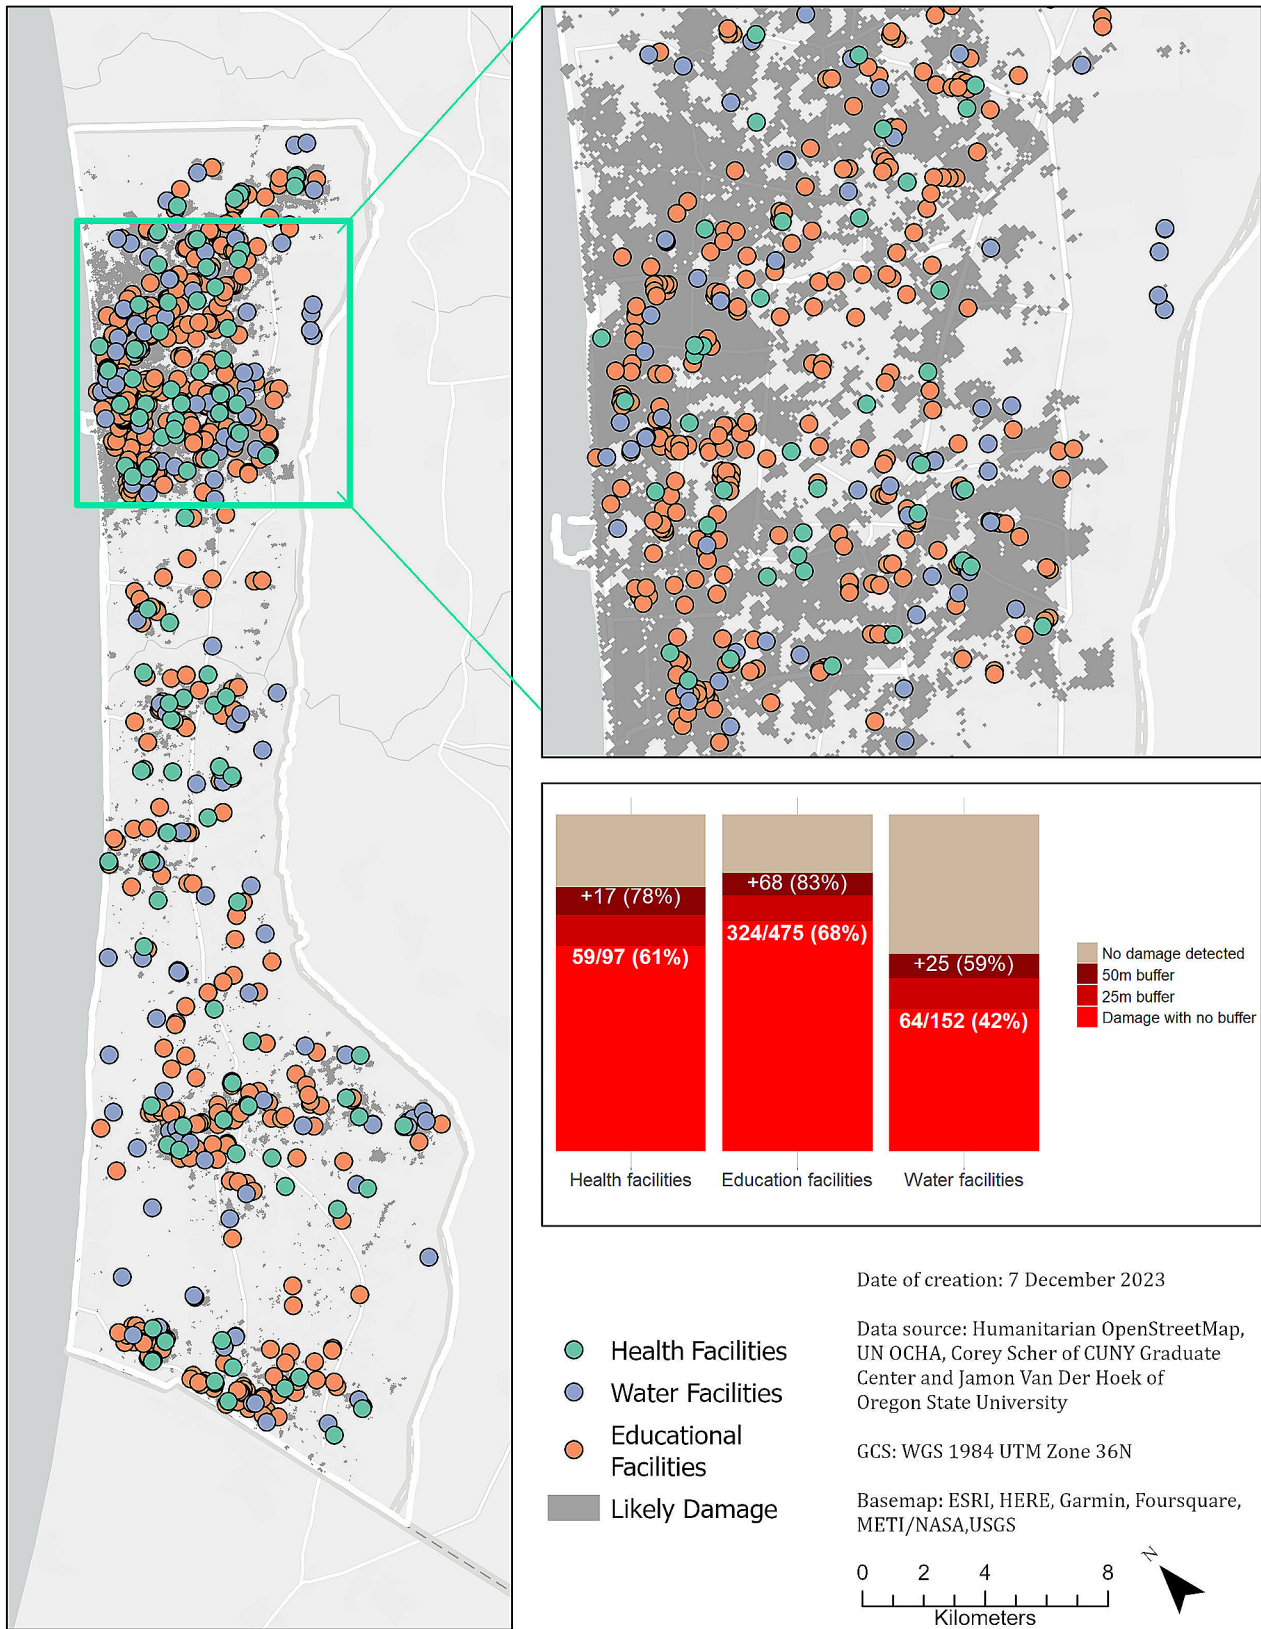 +17 (78%)
59/97 (61%)
+68 (83%)
324/475 (68%)
+25 (59%)
64/152 (42%)
Health facilities
Education facilities
Water facilities
No damage detected
50m buffer
25m buffer
Damage with no buffer
Health Facilities
Water Facilities
Educational
Facilities
Likely Damage
Date of creation: 7 December 2023
Data source: Humanitarian OpenStreetMap,
UN OCHA, Corey Scher of CUNY Graduate
Center and Jamon Van Der Hoek of
Oregon State University
GCS: WGS 1984 UTM Zone 36N
Basemap: ESRI, HERE, Garmin, Foursquare,
METI/NASA,USGS
0 2 4 8
Kilometers
N